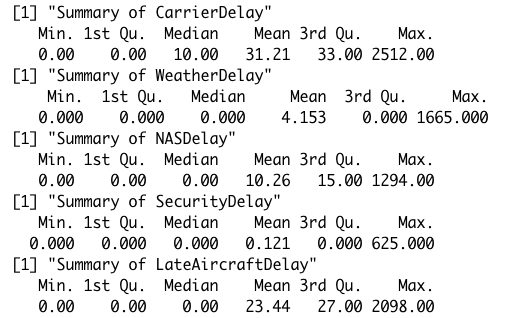 [1] "Summary of CarrierDelay"
Min. 1st Qu. Median Mean 3rd Qu. Max.
0.00 0.00 10.00 31.21 33.00 2512.00
[1] "Summary of WeatherDelay"
Min. 1st Qu. Median Mean 3rd Qu. Max.
0.000 0.000 0.000 4.153 0.000 1665.000
[1] "Summary of NASDelay"
Min. 1st Qu. Median Mean 3rd Qu. Max.
0.00 0.00 0.00 10.26 15.00 1294.00
[1] "Summary of SecurityDelay"
Min. 1st Qu. Median Mean 3rd Qu. Max.
0.000 0.000 0.000 0.121 0.000 625.000
[1] "Summary of LateAircraftDelay"
Min. 1st Qu. Median Mean 3rd Qu. Max.
0.00 0.00 0.00 23.44 27.00 2098.00